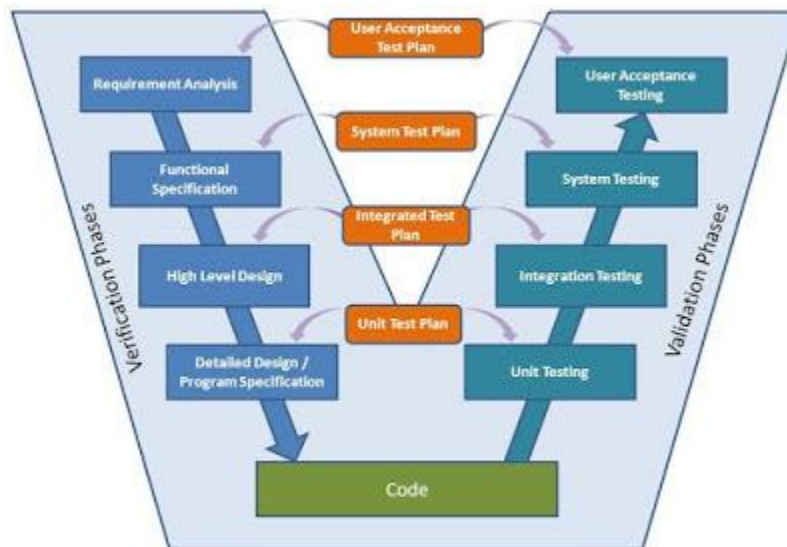 User Acceptance
Test Plan
Requirement Analysis
User Acceptance
Testing
System Test Plan
Functional
Specification
System Testing
Integrated Test
Plan
High Level Design
Integration Testing
Unit Test Plan
Detailed Design /
Program Specification
Unit Testing
Verification Phases
Validation Phases
Code